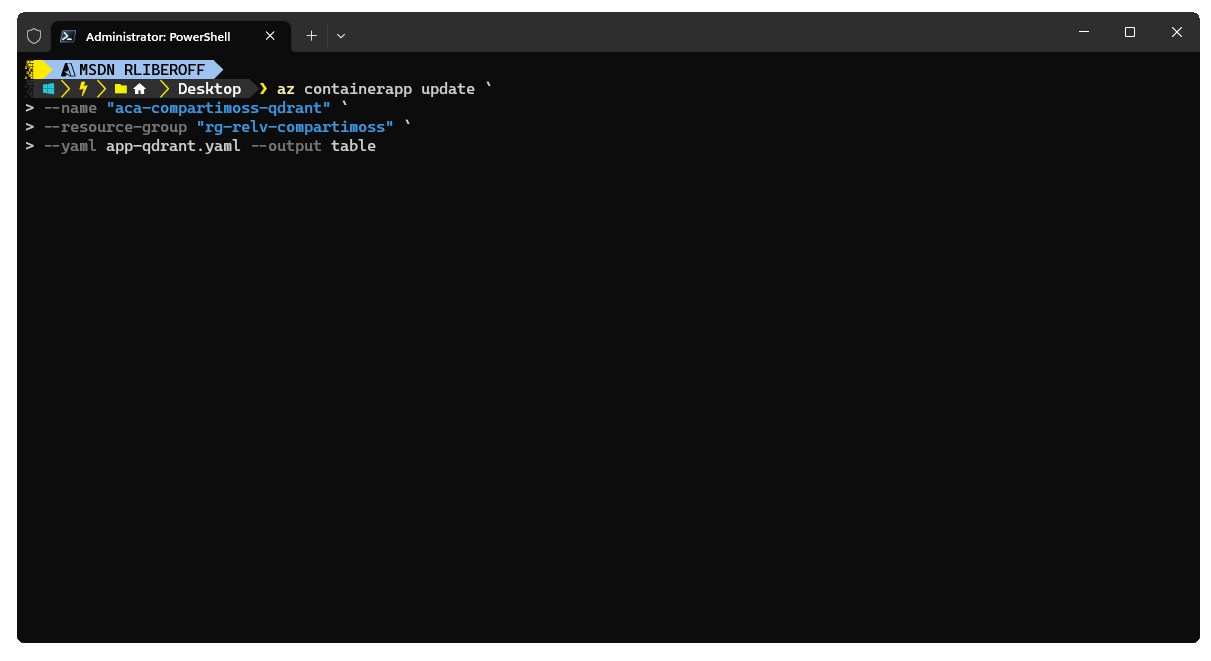 Administrator: PowerShell
MSDN RLIBEROFF
Desktop ❯ az containerapp update `
> --name "aca-compartimoss-qdrant" `
> --resource-group "rg-relv-compartimoss" `
> --yaml app-qdrant.yaml --output table